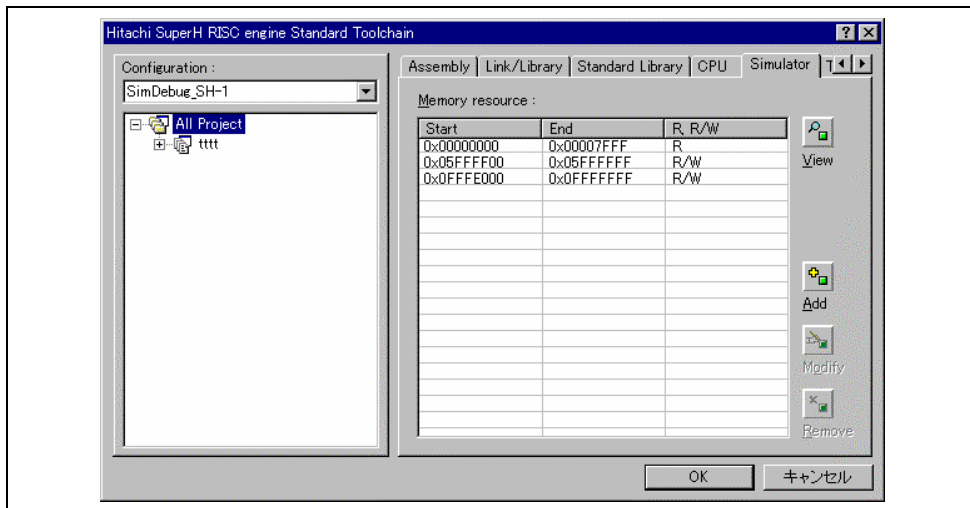 Hitachi SuperH RISC engine Standard Toolchain
Configuration :
SimDebug_SH-1
All Project
tttt
Assembly Link/Library Standard Library CPU Simulator T
Memory resource :
Start End R, R/W
0x00000000 0x00007FFF R
0x05FFFF00 0x05FFFFFF R/W
0x0FFFE000 0x0FFFFFFF R/W
View
Add
Modify
Remove
OK キャンセル